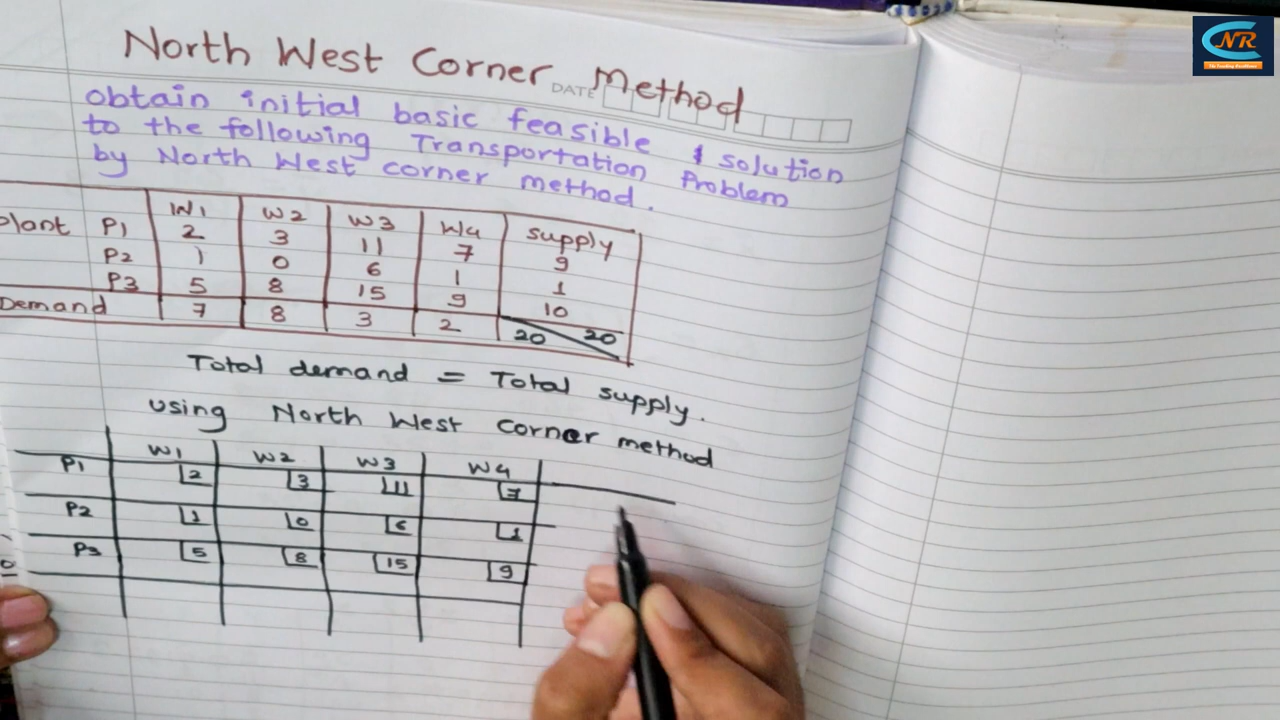 North West Corner Method
DATE
obtain initial basic feasible solution
to the following Transportation Problem
by North West corner method.
W1 W2 W3 W4 supply
Plant P1 2 3 11 7 9
P2 1 0 6 1 1
P3 5 8 15 9 10
Demand 7 8 3 2 20 20
Total demand = Total supply.
using North West corner method
W1 W2 W3 W4
P1 2 3 11 7
P2 1 0 6 1
P3 5 8 15 9
NR